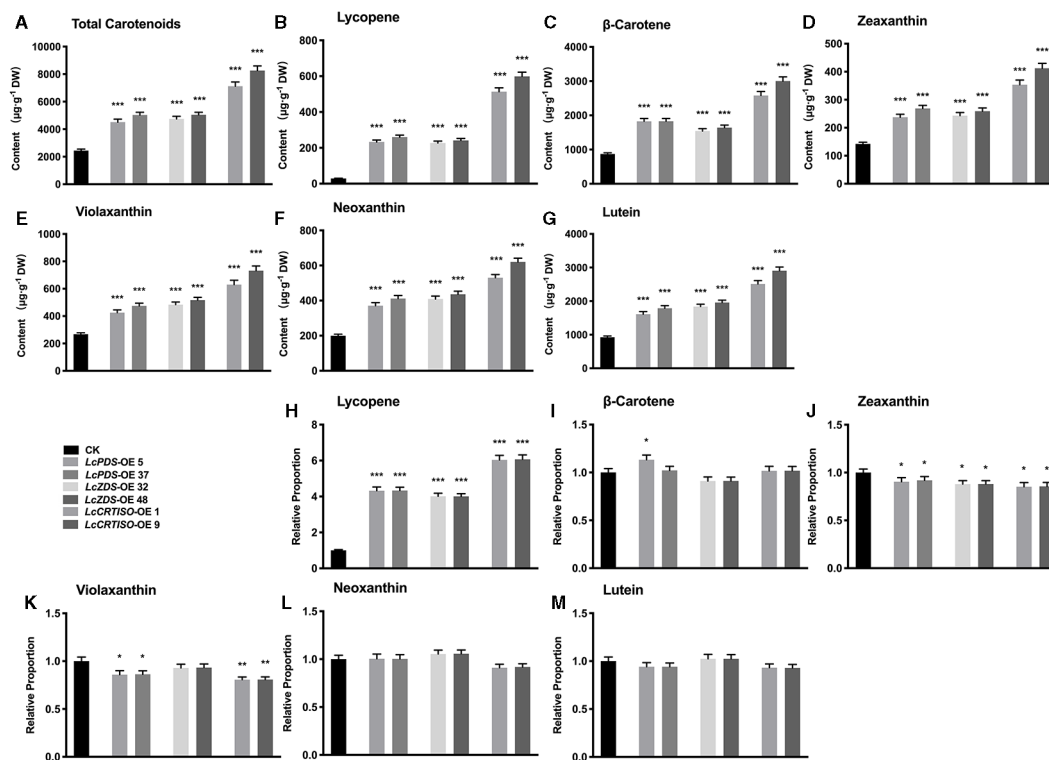 A Total Carotenoids
Content (μg·g-1 DW)
10000
8000
6000
4000
2000
0
*** *** *** *** *** ***
B Lycopene
Content (μg·g-1 DW)
800
600
400
200
0
*** *** *** *** *** ***
C β-Carotene
Content (μg·g-1 DW)
4000
3000
2000
1000
0
*** *** *** *** *** ***
D Zeaxanthin
Content (μg·g-1 DW)
500
400
300
200
100
0
*** *** *** *** *** ***
E Violaxanthin
Content (μg·g-1 DW)
1000
800
600
400
200
0
*** *** *** *** *** ***
F Neoxanthin
Content (μg·g-1 DW)
800
600
400
200
0
*** *** *** *** *** ***
G Lutein
Content (μg·g-1 DW)
4000
3000
2000
1000
0
*** *** *** *** *** ***
CK
LcPDS-OE 5
LcPDS-OE 37
LcZDS-OE 32
LcZDS-OE 48
LcCRTISO-OE 1
LcCRTISO-OE 9
H Lycopene
Relative Proportion
8
6
4
2
0
*** *** *** *** *** ***
I β-Carotene
Relative Proportion
1.5
1.0
0.5
0.0
*
J Zeaxanthin
Relative Proportion
1.5
1.0
0.5
0.0
* * * * * *
K Violaxanthin
Relative Proportion
1.5
1.0
0.5
0.0
* * ** **
L Neoxanthin
Relative Proportion
1.5
1.0
0.5
0.0
M Lutein
Relative Proportion
1.5
1.0
0.5
0.0